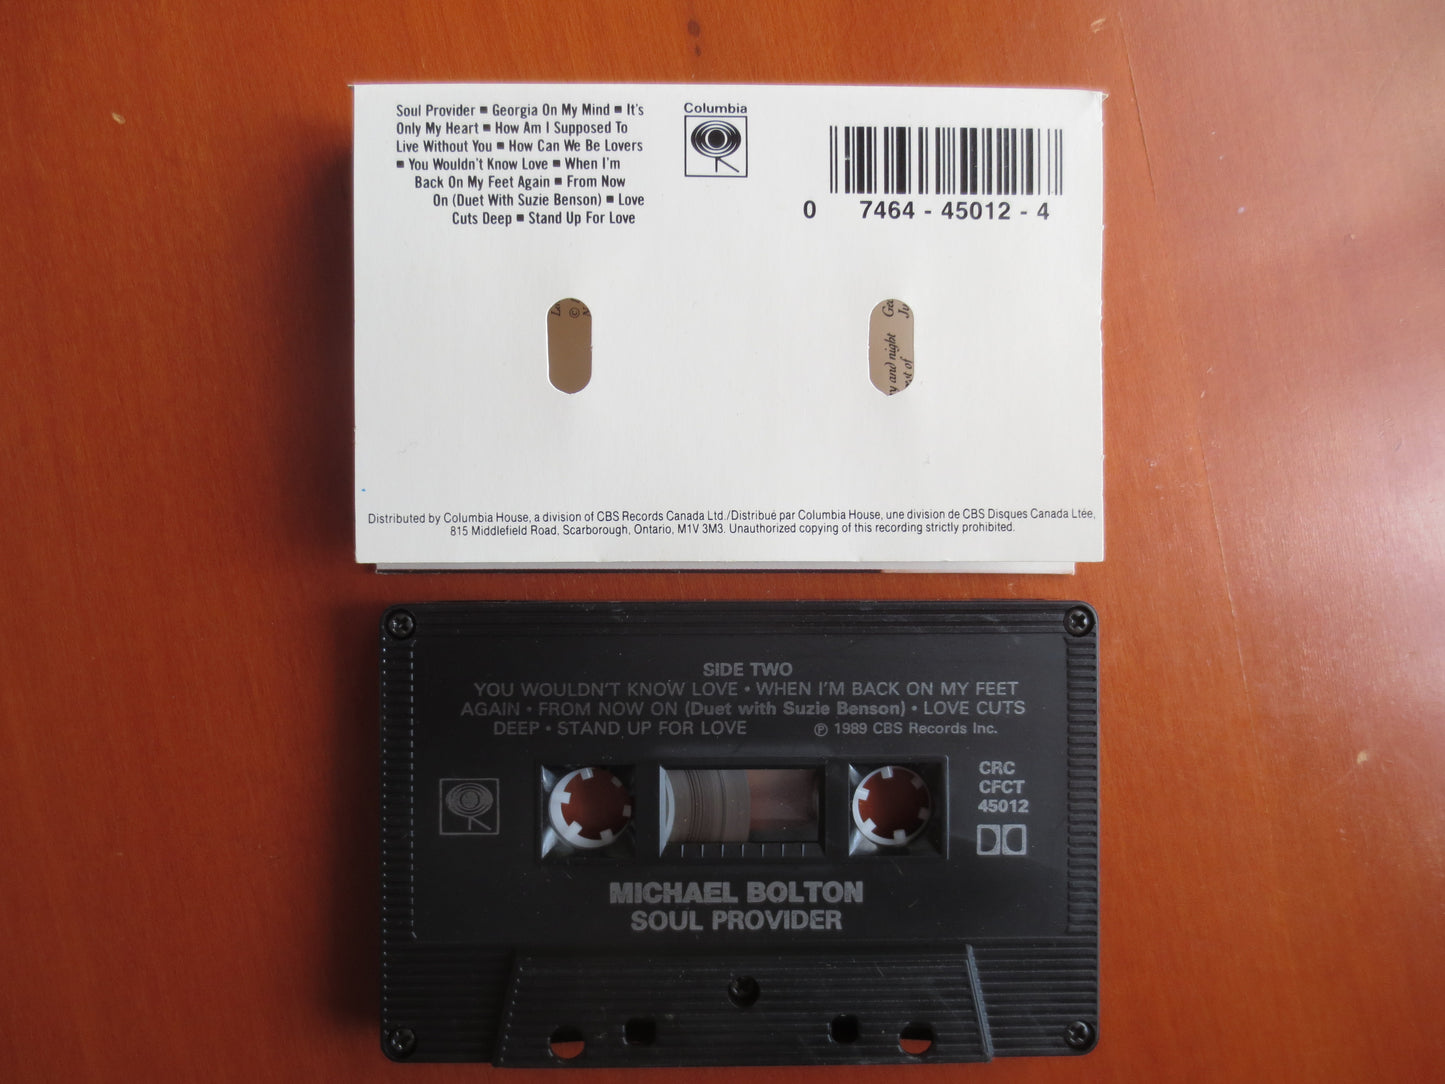 Soul Provider ▪ Georgia On My Mind ▪ It's
Only My Heart ▪ How Am I Supposed To
Live Without You ▪ How Can We Be Lovers
▪ You Wouldn't Know Love ▪ When I'm
Back On My Feet Again ▪ From Now
On (Duet With Suzie Benson) ▪ Love
Cuts Deep ▪ Stand Up For Love
Columbia
0 7464 - 45012 - 4
©
and night
of
Distributed by Columbia House, a division of CBS Records Canada Ltd./Distribué par Columbia House, une division de CBS Disques Canada Ltée,
815 Middlefield Road, Scarborough, Ontario, M1V 3M3. Unauthorized copying of this recording strictly prohibited.
SIDE TWO
YOU WOULDN'T KNOW LOVE • WHEN I'M BACK ON MY FEET
AGAIN • FROM NOW ON (Duet with Suzie Benson) • LOVE CUTS
DEEP • STAND UP FOR LOVE ℗ 1989 CBS Records Inc.
CRC
CFCT
45012
MICHAEL BOLTON
SOUL PROVIDER